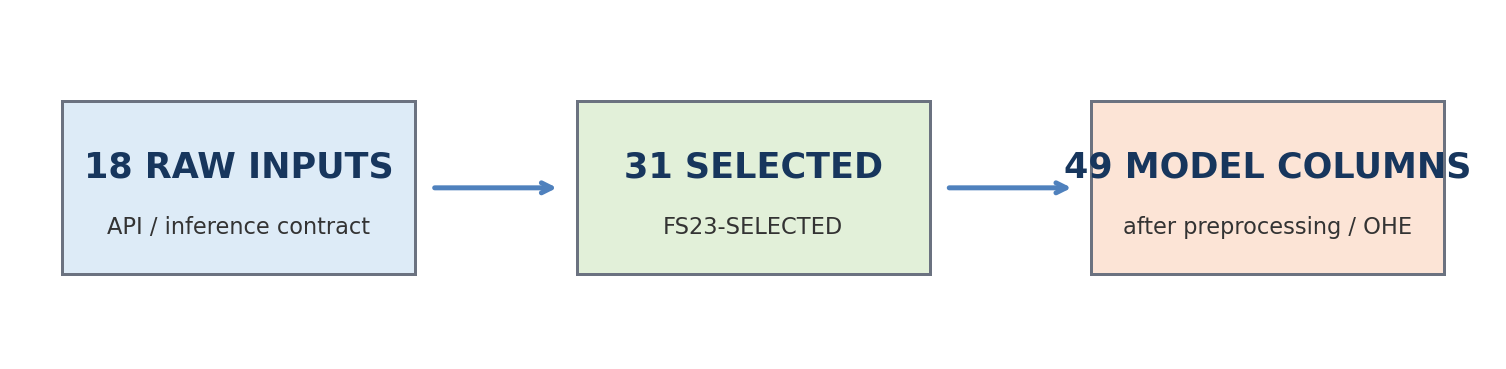 18 RAW INPUTS
API / inference contract
31 SELECTED
FS23-SELECTED
49 MODEL COLUMNS
after preprocessing / OHE